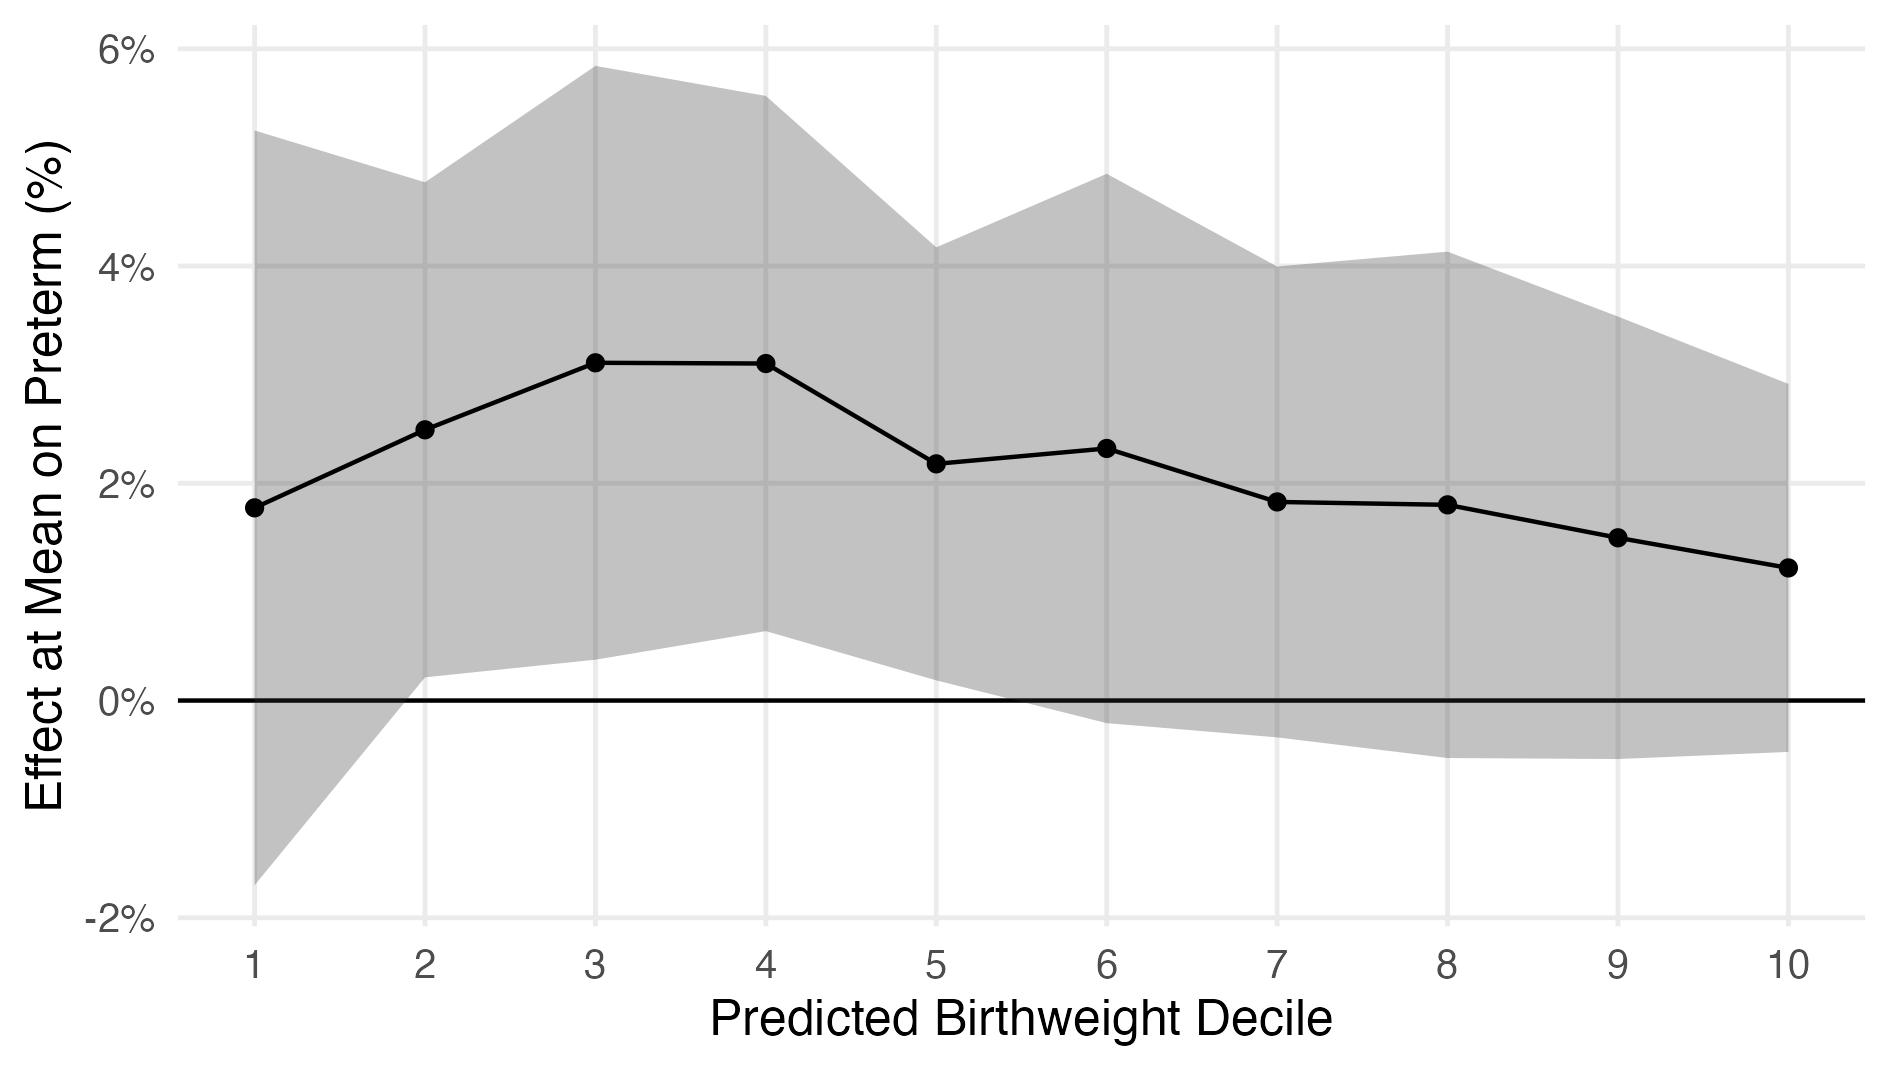 Effect at Mean on Preterm (%)
6%
4%
2%
0%
-2%
1 2 3 4 5 6 7 8 9 10
Predicted Birthweight Decile